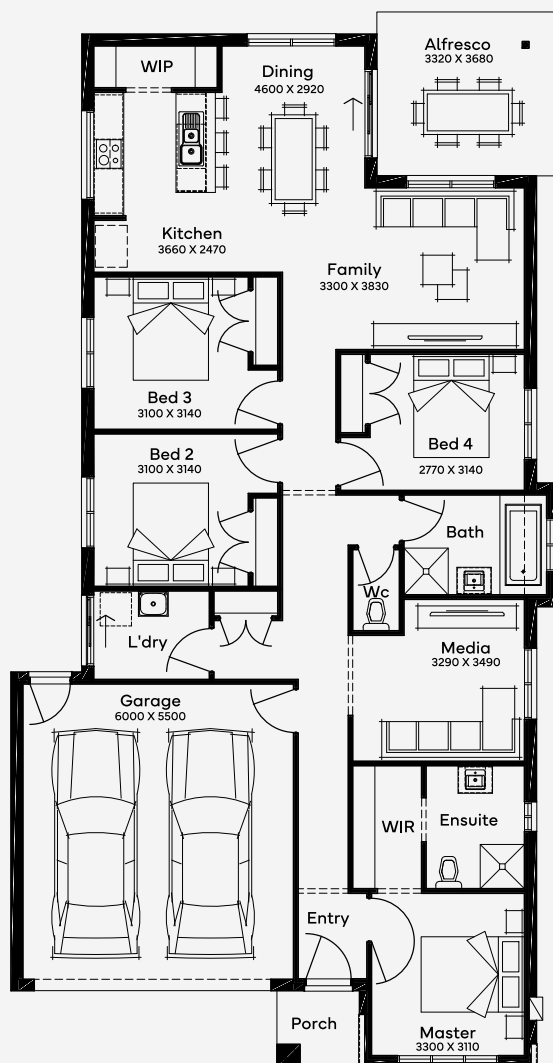 Alfresco
3320 X 3680
WIP
Dining
4600 X 2920
Kitchen
3660 X 2470
Family
3300 X 3830
Bed 3
3100 X 3140
Bed 4
2770 X 3140
Bed 2
3100 X 3140
Bath
Wc
L'dry
Media
3290 X 3490
Garage
6000 X 5500
WIR
Ensuite
Entry
Porch
Master
3300 X 3110